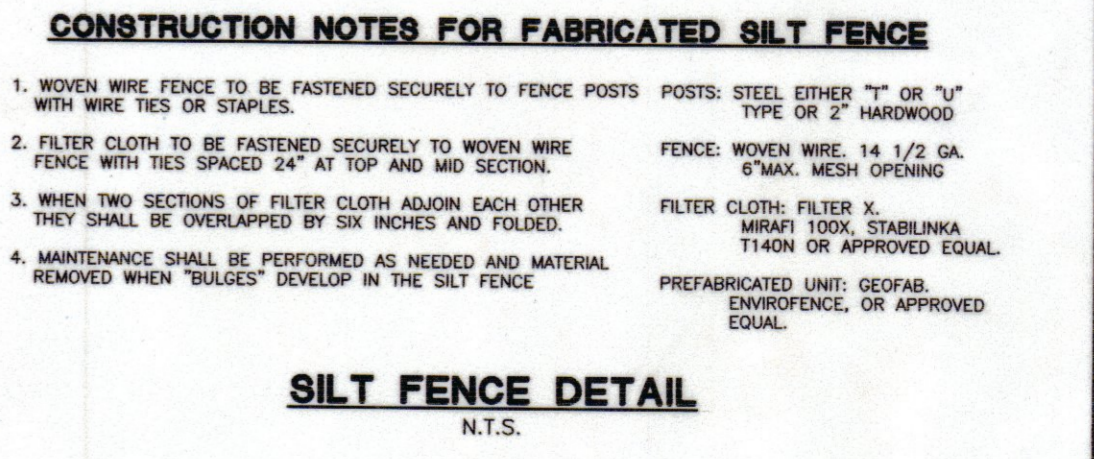 CONSTRUCTION NOTES FOR FABRICATED SILT FENCE
1. WOVEN WIRE FENCE TO BE FASTENED SECURELY TO FENCE POSTS
WITH WIRE TIES OR STAPLES.
2. FILTER CLOTH TO BE FASTENED SECURELY TO WOVEN WIRE
FENCE WITH TIES SPACED 24" AT TOP AND MID SECTION.
3. WHEN TWO SECTIONS OF FILTER CLOTH ADJOIN EACH OTHER
THEY SHALL BE OVERLAPPED BY SIX INCHES AND FOLDED.
4. MAINTENANCE SHALL BE PERFORMED AS NEEDED AND MATERIAL
REMOVED WHEN "BULGES" DEVELOP IN THE SILT FENCE
POSTS: STEEL EITHER "T" OR "U"
TYPE OR 2" HARDWOOD
FENCE: WOVEN WIRE. 14 1/2 GA.
6"MAX. MESH OPENING
FILTER CLOTH: FILTER X.
MIRAFI 100X, STABILINKA
T140N OR APPROVED EQUAL.
PREFABRICATED UNIT: GEOFAB.
ENVIROFENCE, OR APPROVED
EQUAL.
SILT FENCE DETAIL
N.T.S.